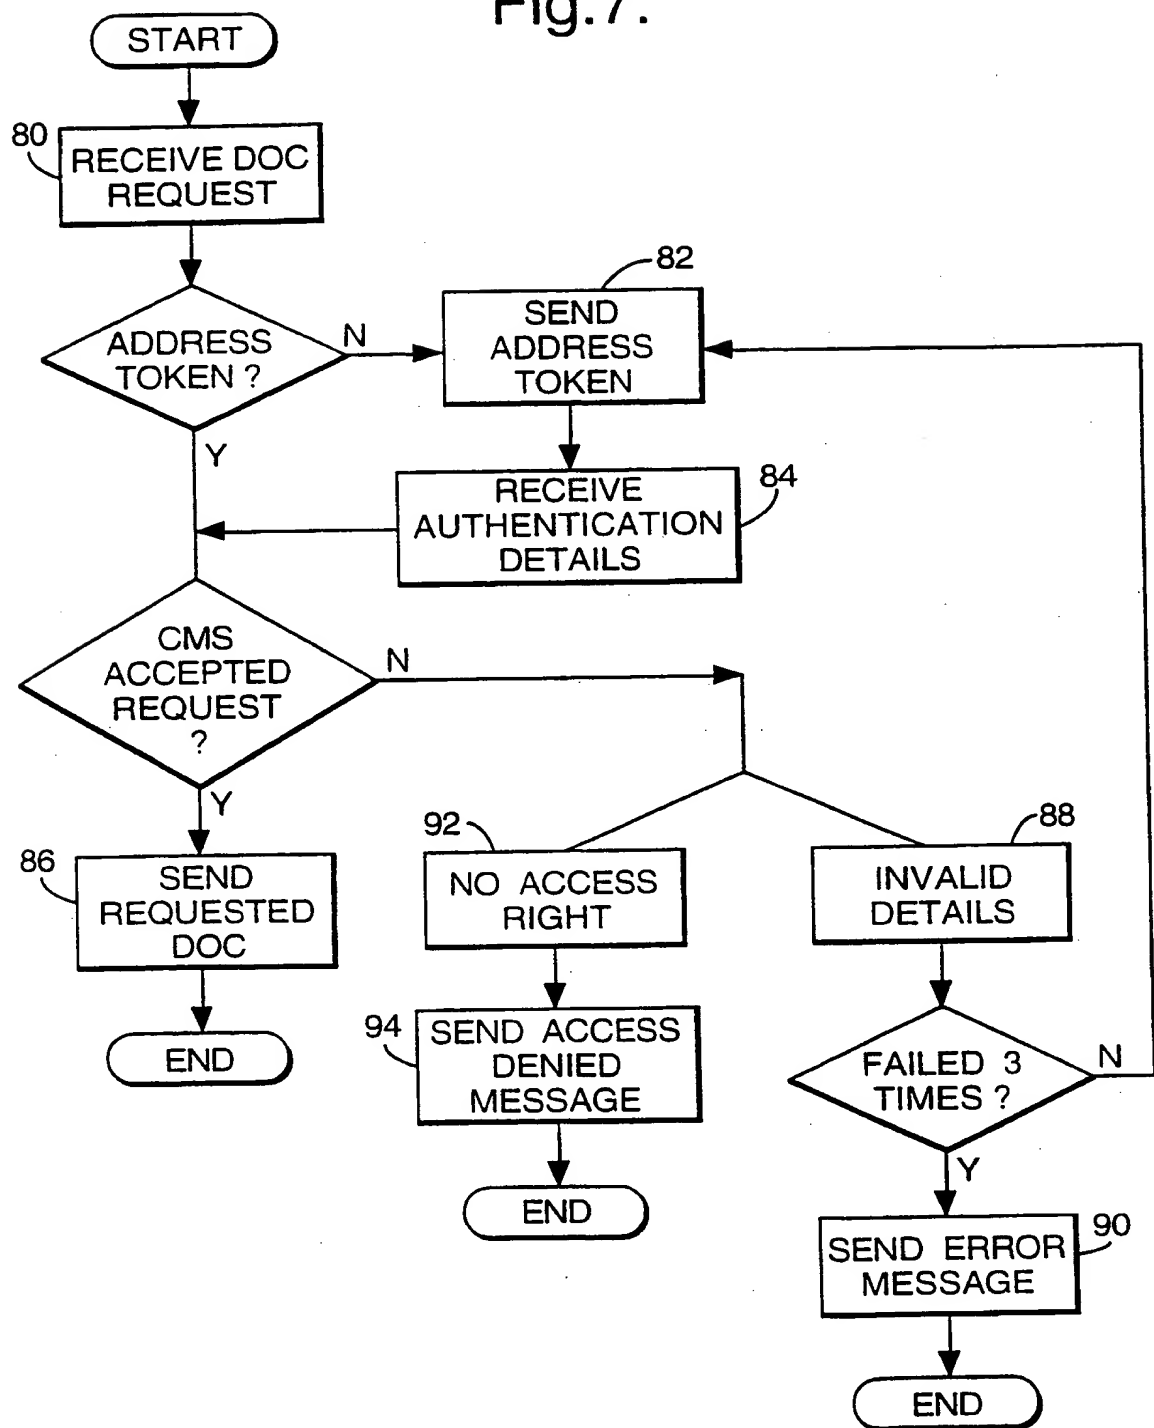 Fig.7.
START
80
RECEIVE DOC
REQUEST
82
ADDRESS
TOKEN ?
N
SEND
ADDRESS
TOKEN
Y
84
RECEIVE
AUTHENTICATION
DETAILS
CMS
ACCEPTED
REQUEST
?
N
Y
86
SEND
REQUESTED
DOC
END
92
NO ACCESS
RIGHT
94
SEND ACCESS
DENIED
MESSAGE
END
88
INVALID
DETAILS
FAILED 3
TIMES ?
N
Y
90
SEND ERROR
MESSAGE
END